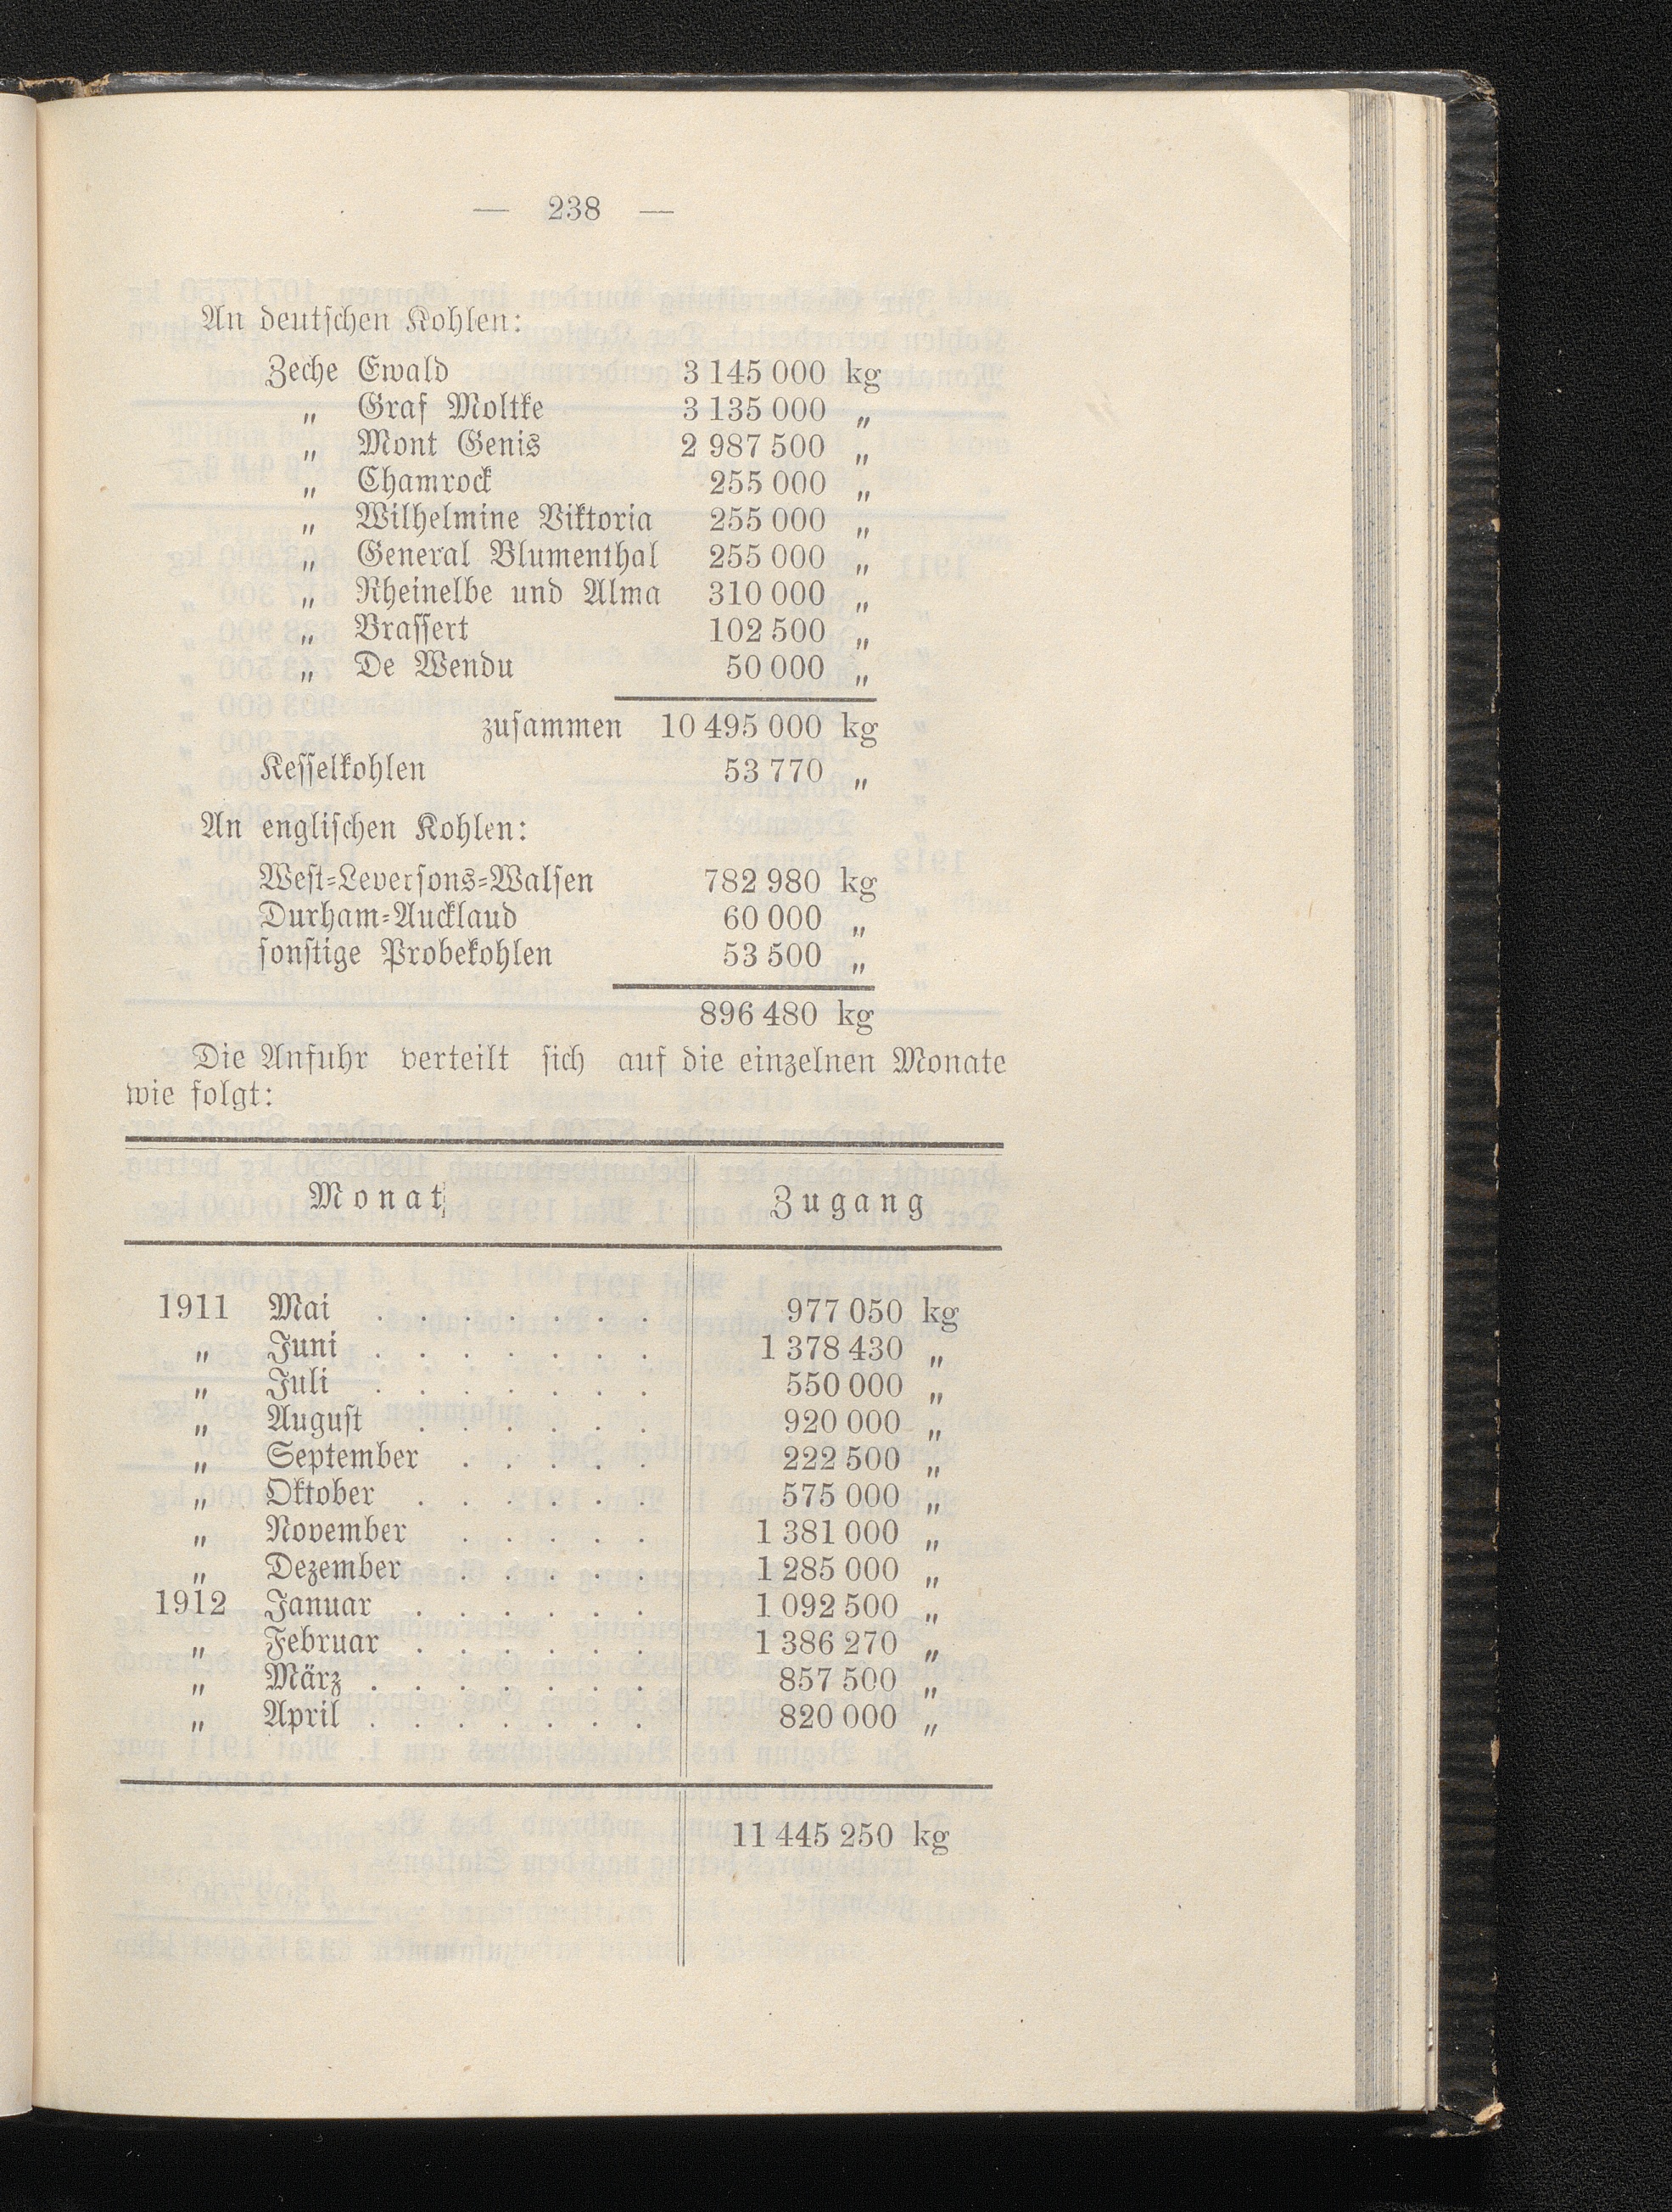 — 238 —
An deutschen Kohlen:
Zeche Ewald 3 145 000 kg
„ Graf Moltke 3 135 000 „
„ Mont Genis 2 987 500 „
„ Chamrock 255 000 „
„ Wilhelmine Viktoria 255 000 „
„ General Blumenthal 255 000 „
„ Rheinelbe und Alma 310 000 „
„ Brassert 102 500 „
„ De Wendu 50 000 „
zusammen 10 495 000 kg
Kesselkohlen 53 770 „
An englischen Kohlen:
West-Leversons-Walsen 782 980 kg
Durham-Aucklaud 60 000 „
sonstige Probekohlen 53 500 „
896 480 kg
Die Anfuhr verteilt sich auf die einzelnen Monate
wie folgt:
Monat Zugang
1911 Mai . . . . . . . 977 050 kg
„ Juni . . . . . . . 1 378 430 „
„ Juli . . . . . . . 550 000 „
„ August . . . . . . 920 000 „
„ September . . . . . 222 500 „
„ Oktober . . . . . . 575 000 „
„ November . . . . . 1 381 000 „
„ Dezember . . . . . 1 285 000 „
1912 Januar . . . . . . 1 092 500 „
„ Februar . . . . . . 1 386 270 „
„ März . . . . . . . 857 500 „
„ April . . . . . . . 820 000 „
11 445 250 kg